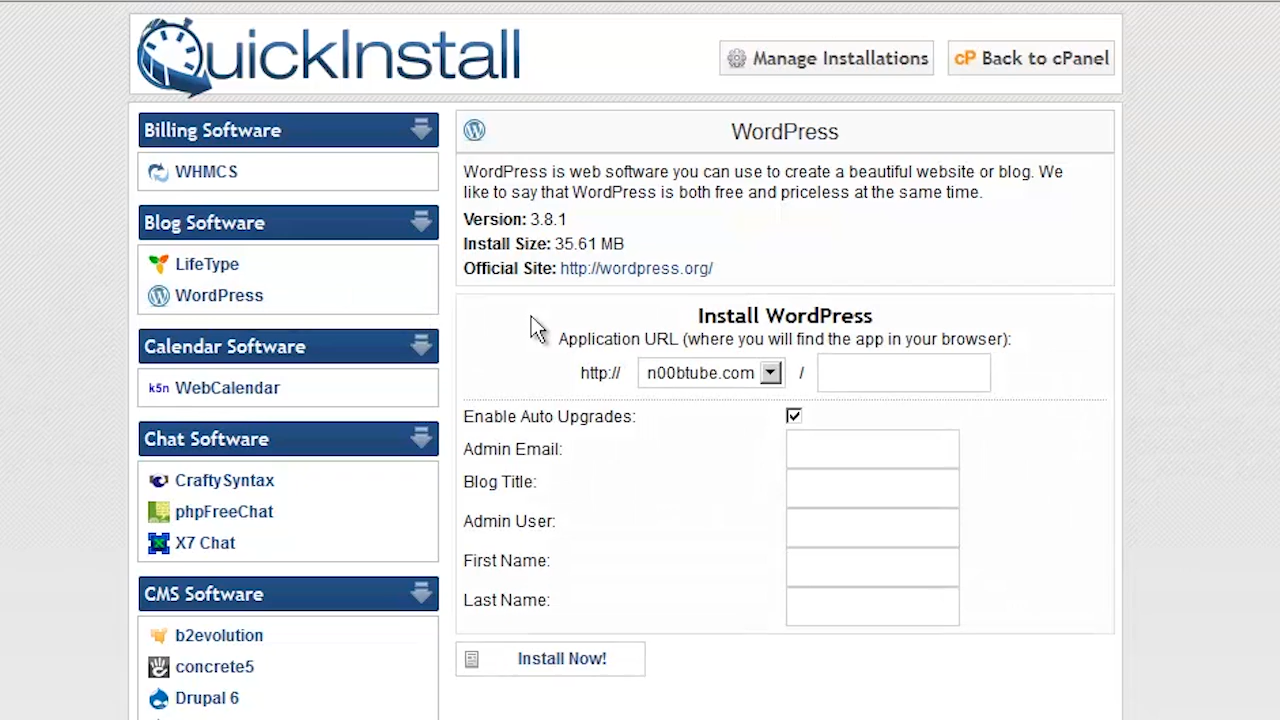 QuickInstall
Manage Installations
cP Back to cPanel
Billing Software
WHMCS
Blog Software
LifeType
WordPress
Calendar Software
k5n WebCalendar
Chat Software
CraftySyntax
phpFreeChat
X7 Chat
CMS Software
b2evolution
concrete5
Drupal 6
WordPress
WordPress is web software you can use to create a beautiful website or blog. We
like to say that WordPress is both free and priceless at the same time.
Version: 3.8.1
Install Size: 35.61 MB
Official Site: http://wordpress.org/
Install WordPress
Application URL (where you will find the app in your browser):
http:// n00btube.com /
Enable Auto Upgrades:
Admin Email:
Blog Title:
Admin User:
First Name:
Last Name:
Install Now!